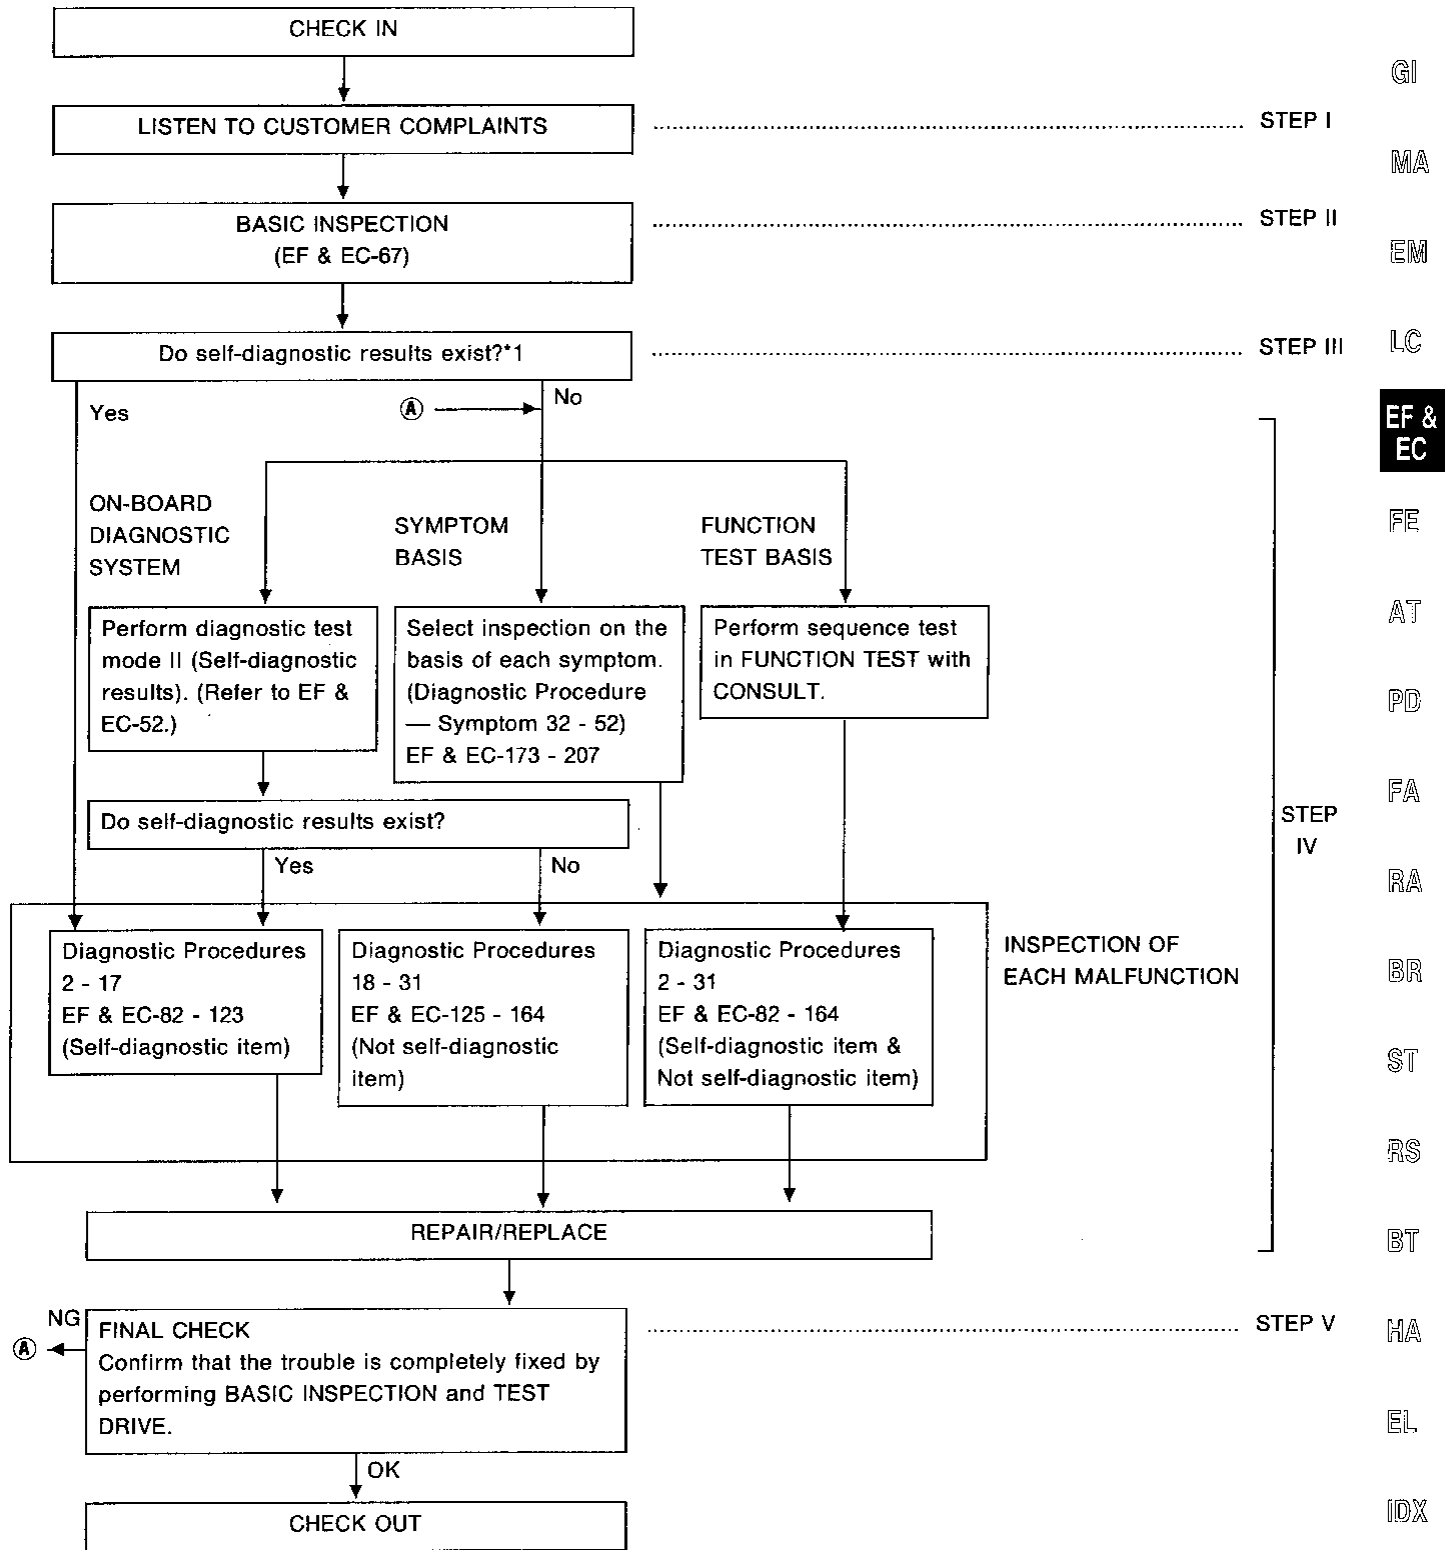 CHECK IN
LISTEN TO CUSTOMER COMPLAINTS
STEP I
BASIC INSPECTION
(EF & EC-67)
STEP II
Do self-diagnostic results exist?*1
STEP III
Yes
A
No
ON-BOARD
DIAGNOSTIC
SYSTEM
SYMPTOM
BASIS
FUNCTION
TEST BASIS
Perform diagnostic test
mode II (Self-diagnostic
results). (Refer to EF &
EC-52.)
Select inspection on the
basis of each symptom.
(Diagnostic Procedure
— Symptom 32 - 52)
EF & EC-173 - 207
Perform sequence test
in FUNCTION TEST with
CONSULT.
Do self-diagnostic results exist?
Yes
No
STEP
IV
Diagnostic Procedures
2 - 17
EF & EC-82 - 123
(Self-diagnostic item)
Diagnostic Procedures
18 - 31
EF & EC-125 - 164
(Not self-diagnostic
item)
Diagnostic Procedures
2 - 31
EF & EC-82 - 164
(Self-diagnostic item &
Not self-diagnostic item)
INSPECTION OF
EACH MALFUNCTION
REPAIR/REPLACE
NG
A
FINAL CHECK
Confirm that the trouble is completely fixed by
performing BASIC INSPECTION and TEST
DRIVE.
STEP V
OK
CHECK OUT
GI
MA
EM
LC
EF &
EC
FE
AT
PD
FA
RA
BR
ST
RS
BT
HA
EL
IDX